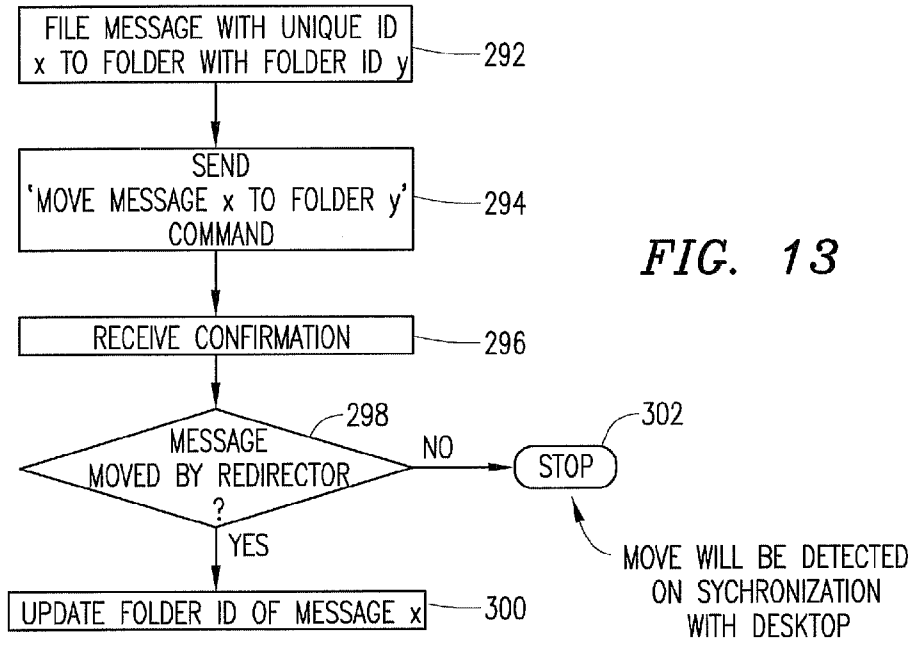 FILE MESSAGE WITH UNIQUE ID
x TO FOLDER WITH FOLDER ID y
292
SEND
'MOVE MESSAGE x TO FOLDER y'
COMMAND
294
FIG. 13
RECEIVE CONFIRMATION
296
298
MESSAGE
MOVED BY REDIRECTOR
?
NO
302
STOP
YES
MOVE WILL BE DETECTED
ON SYCHRONIZATION
WITH DESKTOP
UPDATE FOLDER ID OF MESSAGE x
300